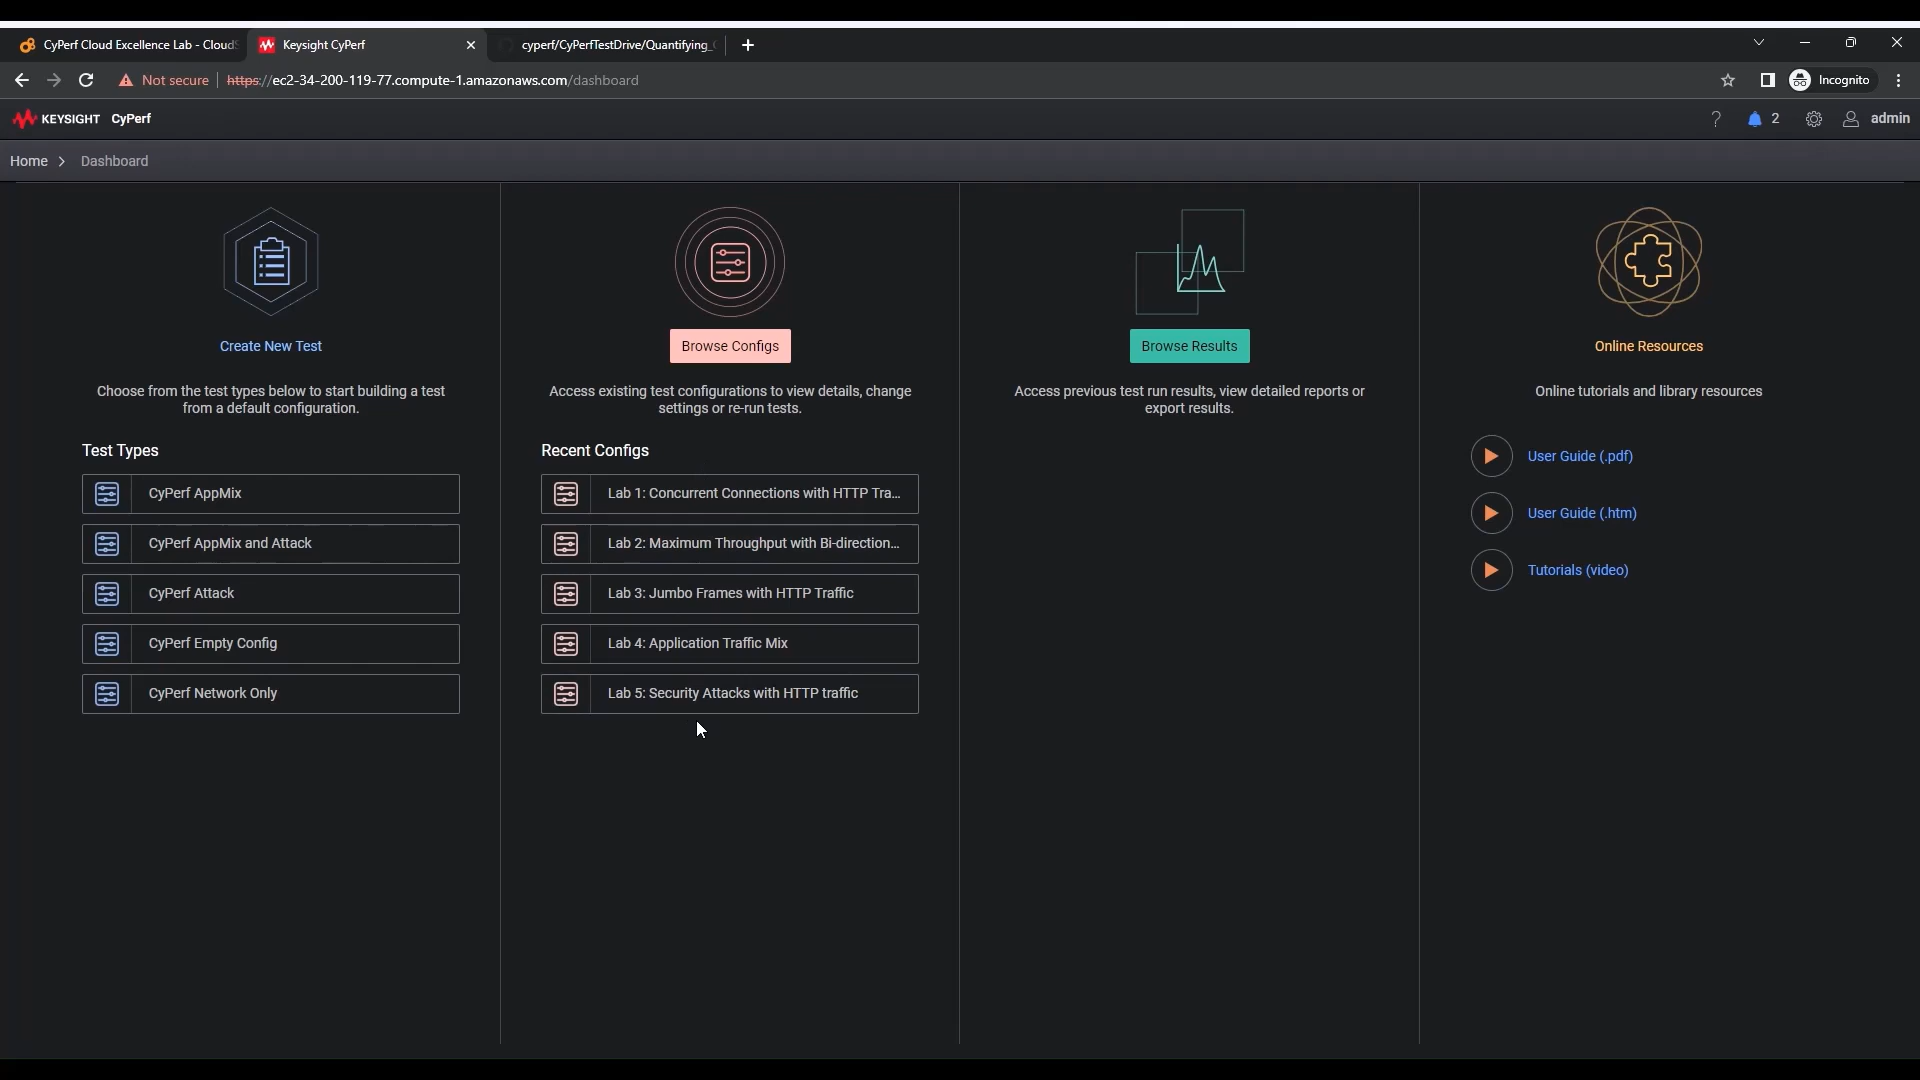 CyPerf Cloud Excellence Lab - Cloud
Keysight CyPerf
cyperf/CyPerfTestDrive/Quantifying_
Not secure
https://ec2-34-200-119-77.compute-1.amazonaws.com/dashboard
Incognito
KEYSIGHT CyPerf
? 2
admin
Home > Dashboard
Create New Test
Choose from the test types below to start building a test
from a default configuration.
Test Types
CyPerf AppMix
CyPerf AppMix and Attack
CyPerf Attack
CyPerf Empty Config
CyPerf Network Only
Browse Configs
Access existing test configurations to view details, change
settings or re-run tests.
Recent Configs
Lab 1: Concurrent Connections with HTTP Tra...
Lab 2: Maximum Throughput with Bi-direction...
Lab 3: Jumbo Frames with HTTP Traffic
Lab 4: Application Traffic Mix
Lab 5: Security Attacks with HTTP traffic
Browse Results
Access previous test run results, view detailed reports or
export results.
Online Resources
Online tutorials and library resources
User Guide (.pdf)
User Guide (.htm)
Tutorials (video)